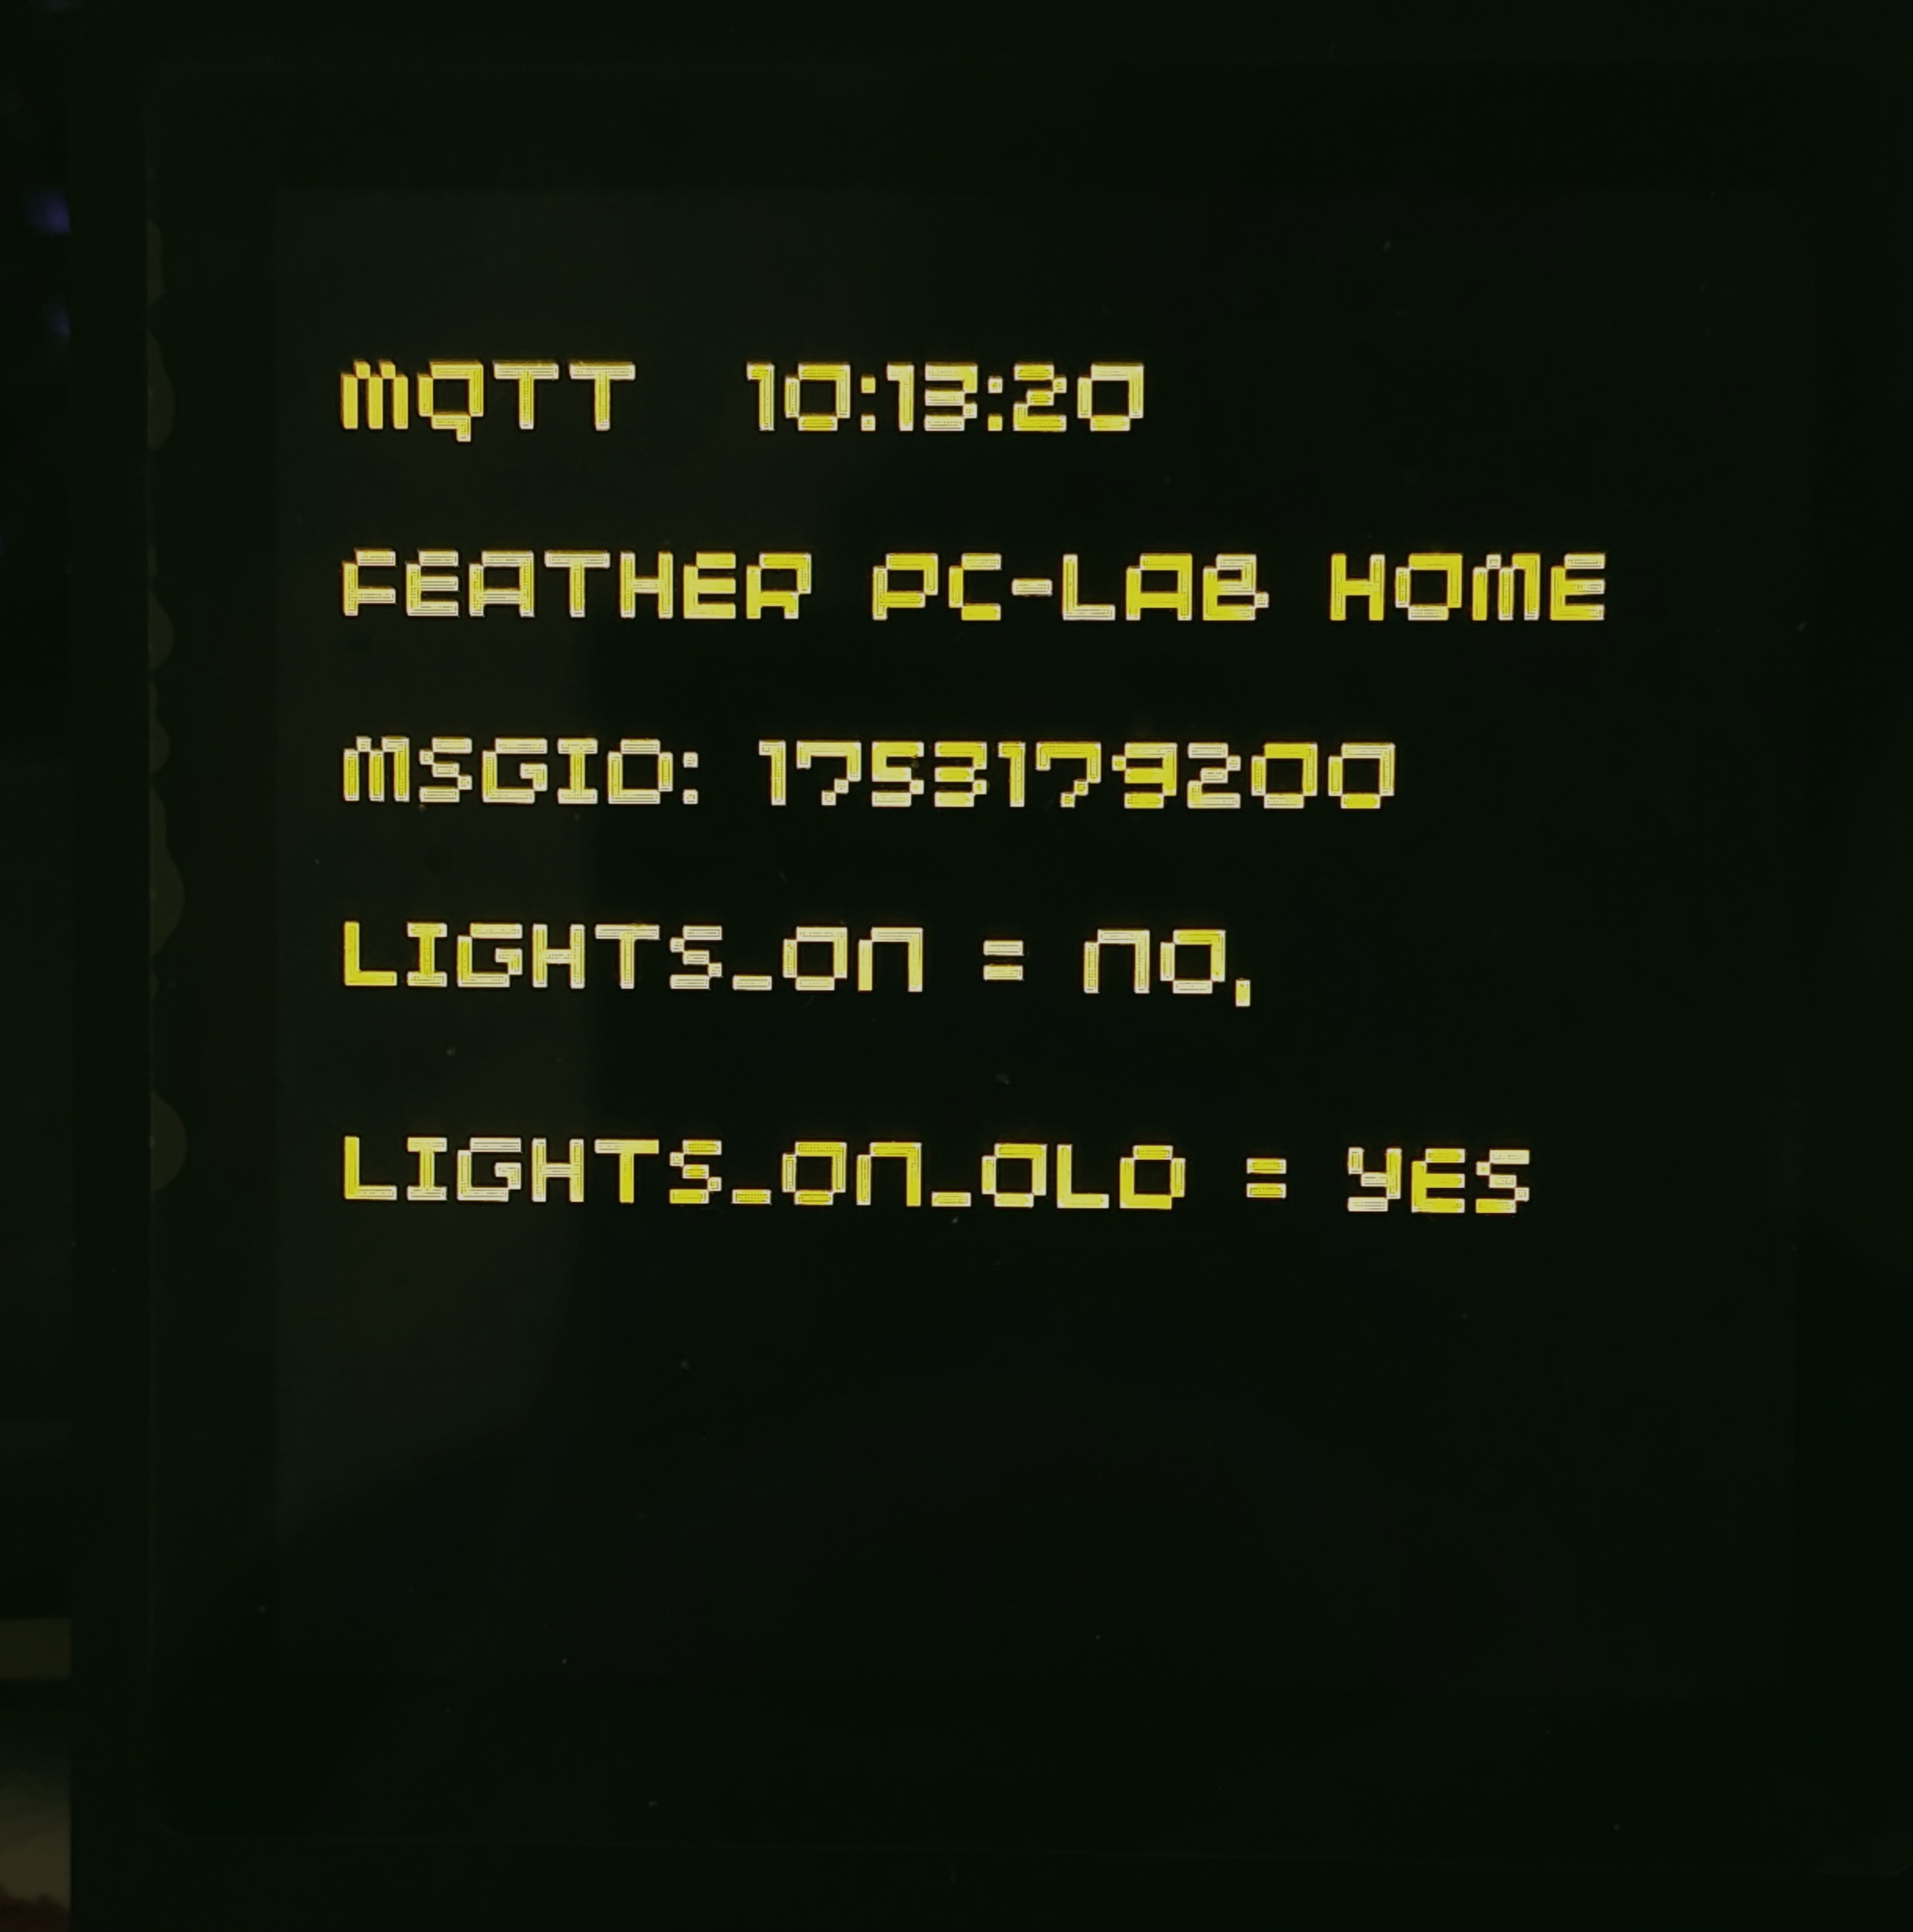 MQTT  10:13:20
FEATHER PC-LAB HOME
MSGID: 1753179200
LIGHTS_ON = NO,
LIGHTS_ON_OLD = YES